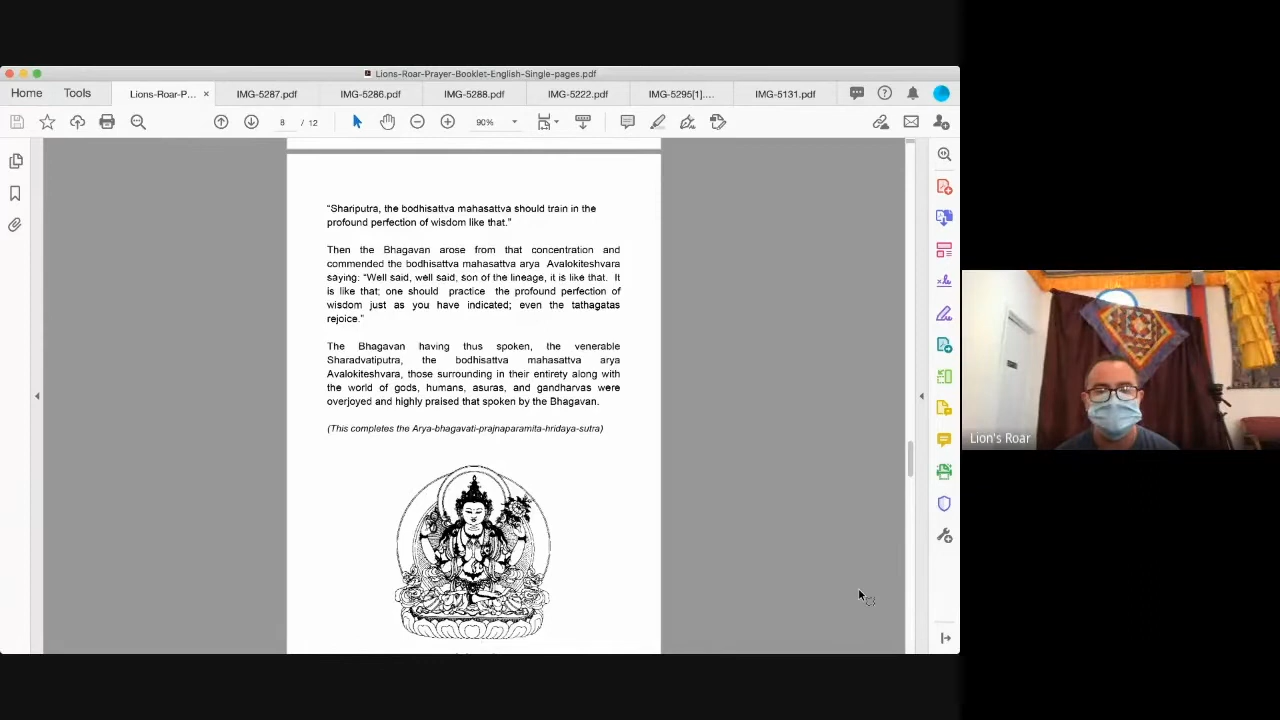 Lions-Roar-Prayer-Booklet-English-Single-pages.pdf
Home Tools Lions-Roar-P... × IMG-5287.pdf IMG-5286.pdf IMG-5288.pdf IMG-5222.pdf IMG-5295[1].... IMG-5131.pdf
8 / 12 90%
“Shariputra, the bodhisattva mahasattva should train in the
profound perfection of wisdom like that.”
Then the Bhagavan arose from that concentration and
commended the bodhisattva mahasattva arya Avalokiteshvara
saying: “Well said, well said, son of the lineage, it is like that. It
is like that; one should practice the profound perfection of
wisdom just as you have indicated; even the tathagatas
rejoice.”
The Bhagavan having thus spoken, the venerable
Sharadvatiputra, the bodhisattva mahasattva arya
Avalokiteshvara, those surrounding in their entirety along with
the world of gods, humans, asuras, and gandharvas were
overjoyed and highly praised that spoken by the Bhagavan.
(This completes the Arya-bhagavati-prajnaparamita-hridaya-sutra)
Lion's Roar